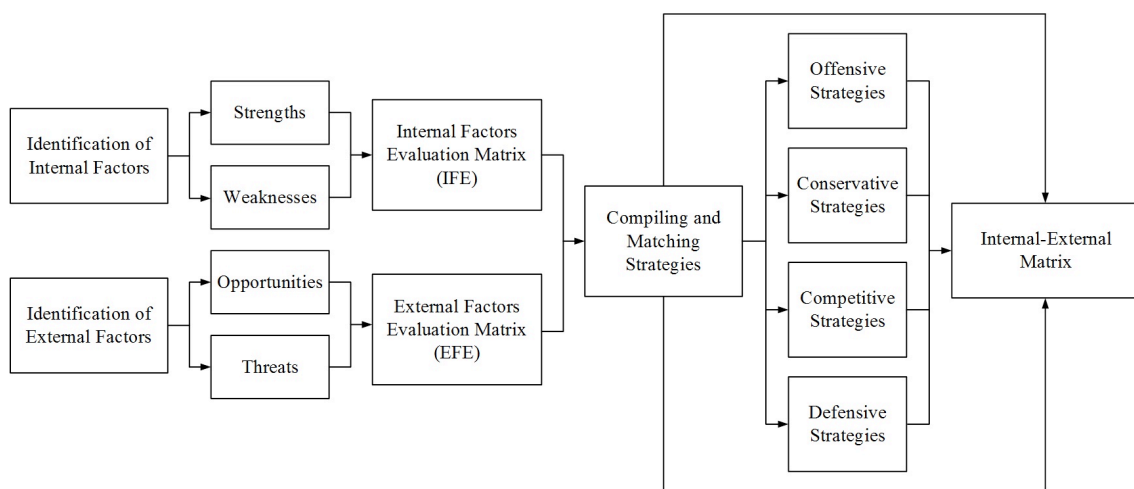 Identification of
Internal Factors
Strengths
Weaknesses
Internal Factors
Evaluation Matrix
(IFE)
Identification of
External Factors
Opportunities
Threats
External Factors
Evaluation Matrix
(EFE)
Compiling and
Matching
Strategies
Offensive
Strategies
Conservative
Strategies
Competitive
Strategies
Defensive
Strategies
Internal-External
Matrix